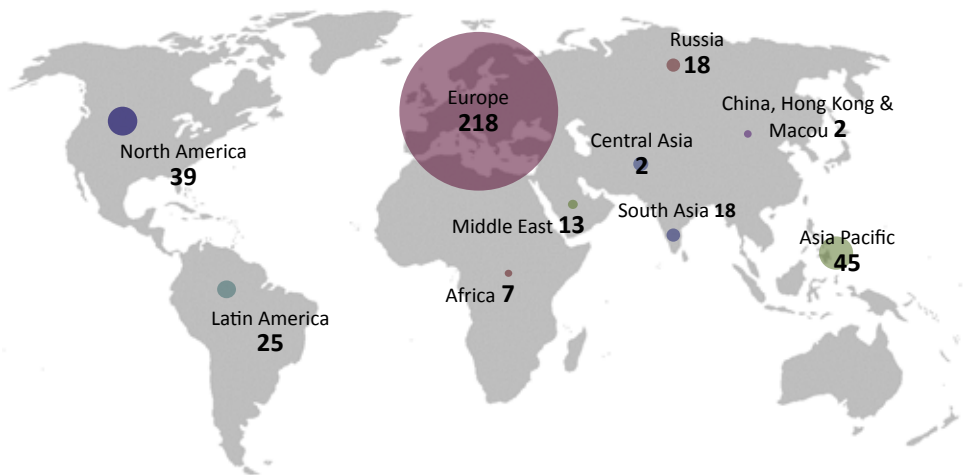 Russia
18
Europe
218
China, Hong Kong &
Macou 2
Central Asia
2
North America
39
South Asia 18
Middle East 13
Asia Pacific
45
Africa 7
Latin America
25